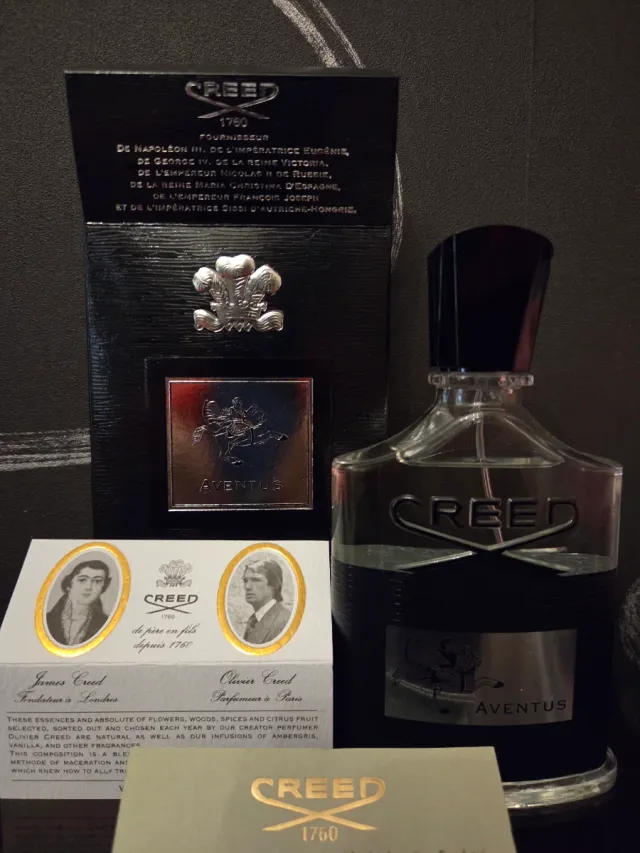 CREED
1760
FOURNISSEUR
DE NAPOLÉON III, DE L'IMPÉRATRICE EUGÉNIE,
DE GEORGE IV, DE LA REINE VICTORIA,
DE L'EMPEREUR NICOLAS II DE RUSSIE,
DE LA REINE MARIA CHRISTINA D'ESPAGNE,
DE L'EMPEREUR FRANÇOIS JOSEPH
ET DE L'IMPÉRATRICE SISSI D'AUTRICHE-HONGRIE.
AVENTUS
CREED
AVENTUS
CREED
1760
de père en fils
depuis 1760
James Creed
Fondateur à Londres
Olivier Creed
Parfumeur à Paris
THESE ESSENCES AND ABSOLUTE OF FLOWERS, WOODS, SPICES AND CITRUS FRUIT
SELECTED, SORTED OUT AND CHOSEN EACH YEAR BY OUR CREATOR PERFUMER
OLIVIER CREED ARE NATURAL AS WELL AS OUR INFUSIONS OF AMBERGRIS,
VANILLA, AND OTHER FRAGRANCES
THIS COMPOSITION IS A
METHODE OF MACERATION
WHICH KNEW HOW TO ALLY
CREED
1760